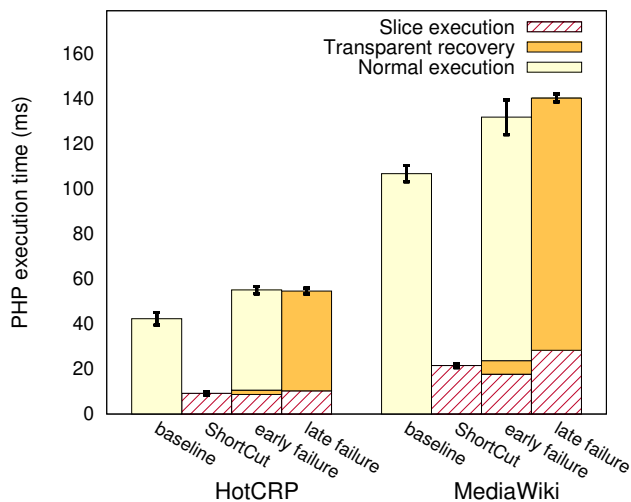 Slice execution
Transparent recovery
Normal execution
PHP execution time (ms)
160
140
120
100
80
60
40
20
0
baseline
ShortCut
early failure
late failure
baseline
ShortCut
early failure
late failure
HotCRP
MediaWiki